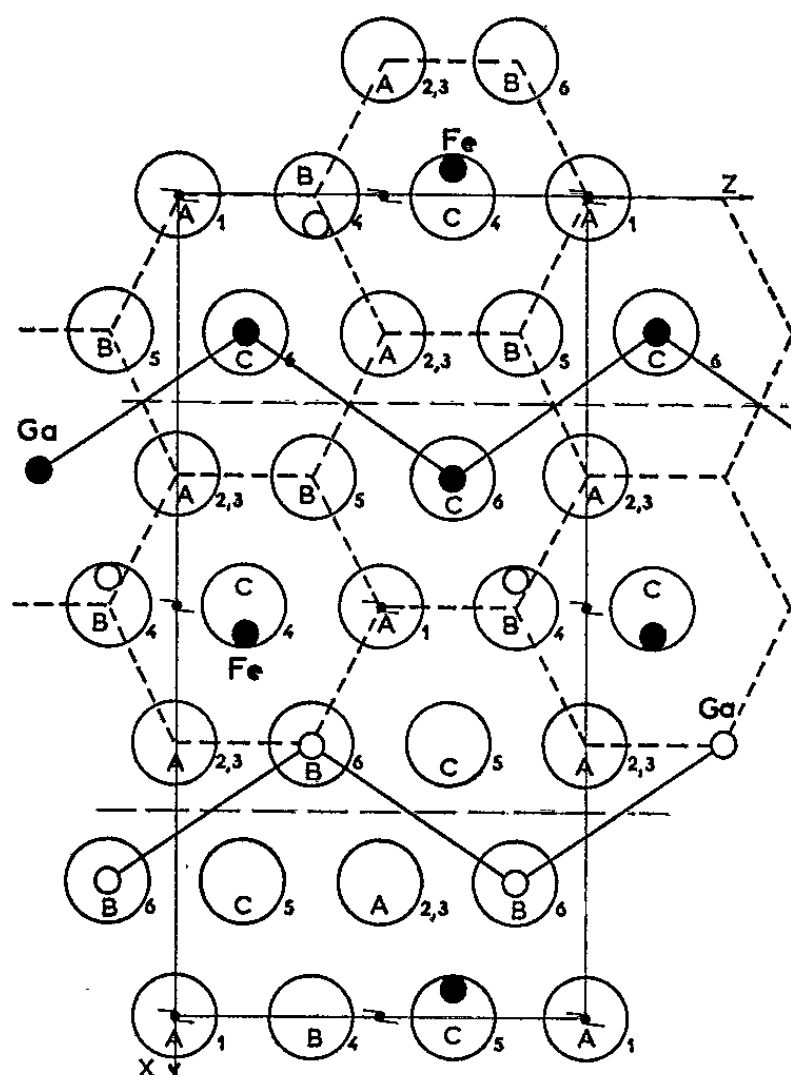 A 2,3 B 6
Fe
A 1 B 4 C 4 A 1 Z
B 5 C 6 A 2,3 B 5 C 6
Ga
A 2,3 B 5 C 6 A 2,3
B 4 C 4 A 1 B 4 C
Fe
Ga
A 2,3 B 6 C 5 A 2,3
B 6 C 5 A 2,3 B 6
A 1 B 4 C 5 A 1
X